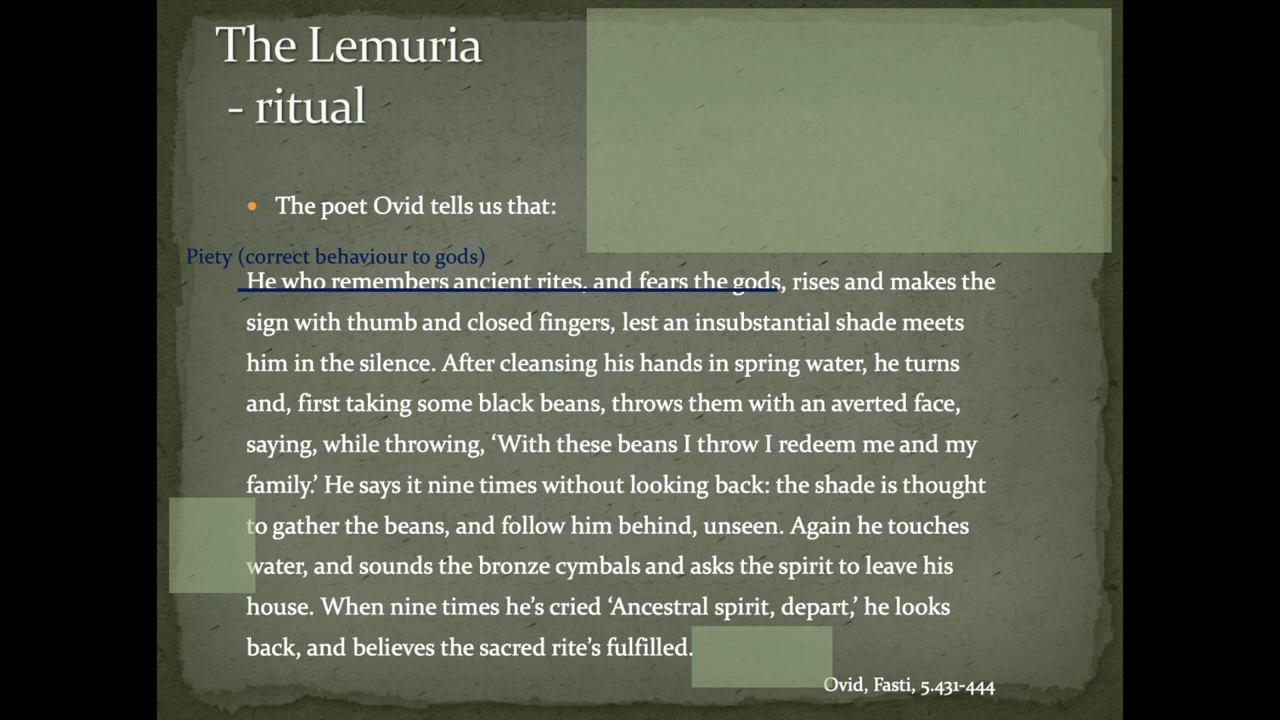 The Lemuria
- ritual
The poet Ovid tells us that:
Piety (correct behaviour to gods)
He who remembers ancient rites, and fears the gods, rises and makes the
sign with thumb and closed fingers, lest an insubstantial shade meets
him in the silence. After cleansing his hands in spring water, he turns
and, first taking some black beans, throws them with an averted face,
saying, while throwing, ‘With these beans I throw I redeem me and my
family.’ He says it nine times without looking back: the shade is thought
to gather the beans, and follow him behind, unseen. Again he touches
water, and sounds the bronze cymbals and asks the spirit to leave his
house. When nine times he’s cried ‘Ancestral spirit, depart,’ he looks
back, and believes the sacred rite’s fulfilled.
Ovid, Fasti, 5.431-444